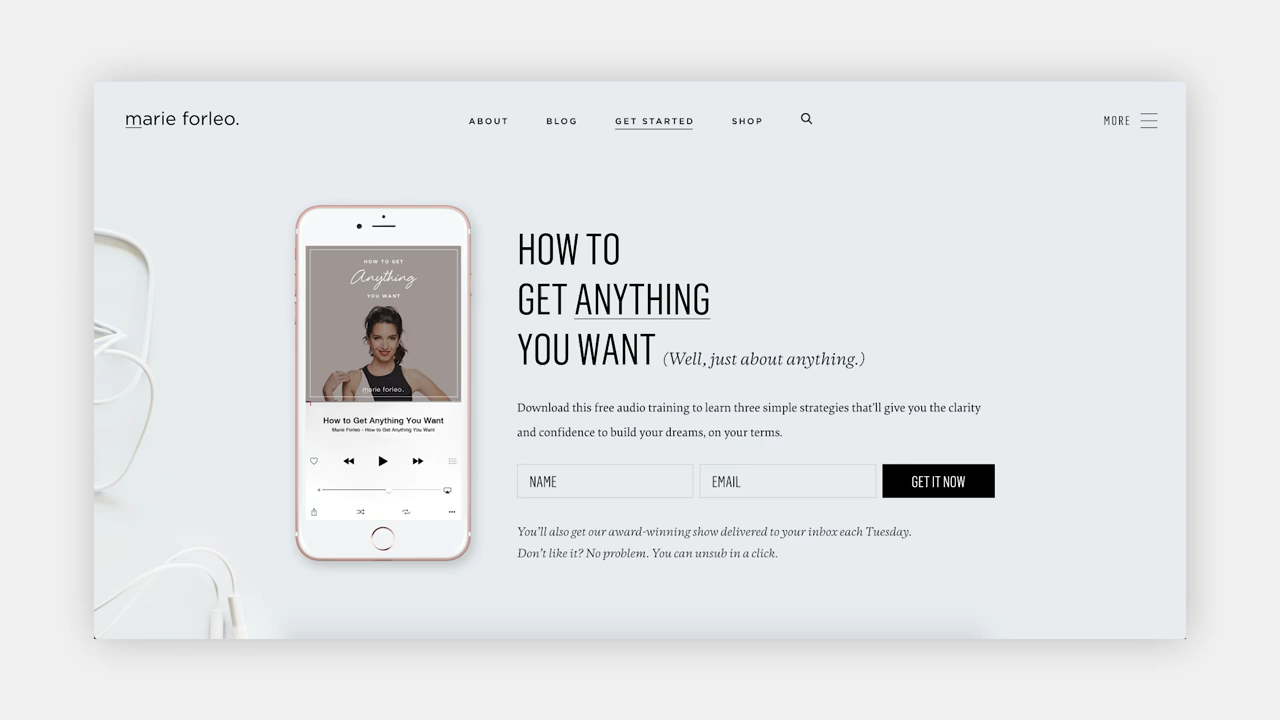 marie forleo.
ABOUT
BLOG
GET STARTED
SHOP
MORE
HOW TO GET
Anything
YOU WANT
marie forleo.
How to Get Anything You Want
Marie Forleo - How to Get Anything You Want
HOW TO
GET ANYTHING
YOU WANT (Well, just about anything.)
Download this free audio training to learn three simple strategies that'll give you the clarity
and confidence to build your dreams, on your terms.
NAME
EMAIL
GET IT NOW
You'll also get our award-winning show delivered to your inbox each Tuesday.
Don't like it? No problem. You can unsub in a click.